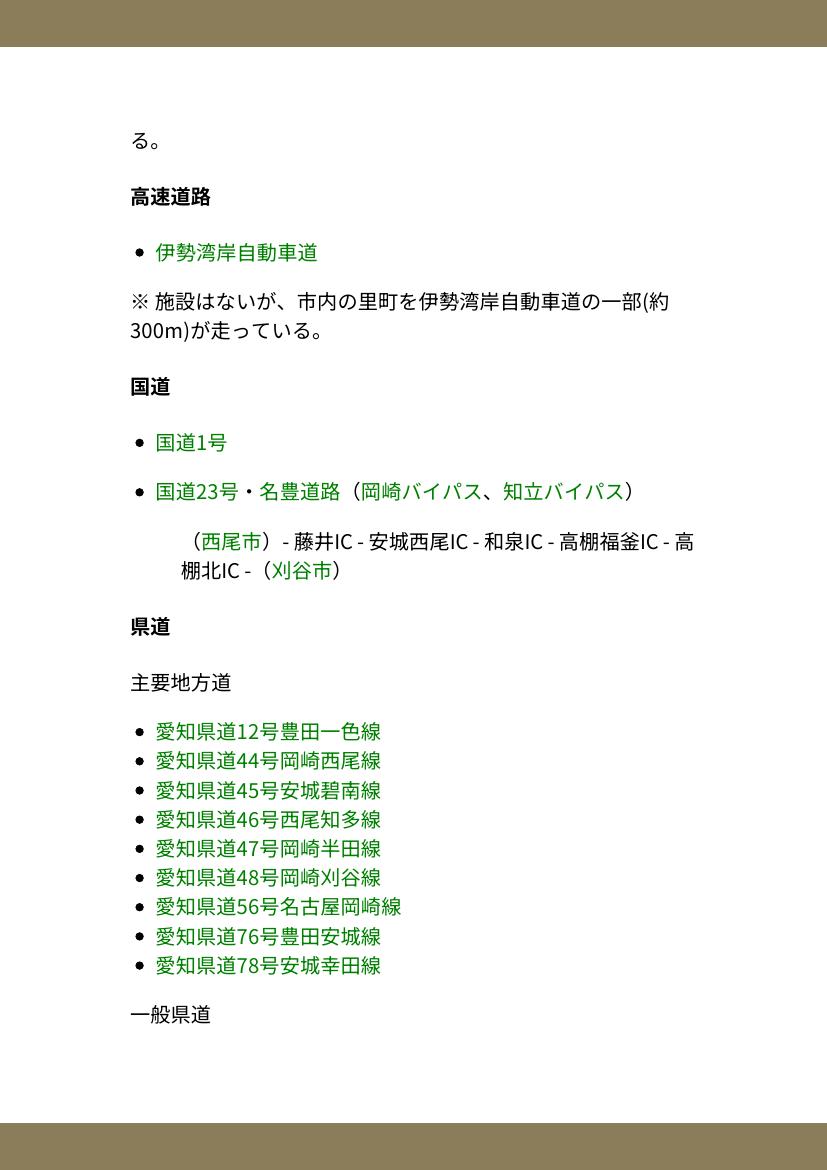 る。
高速道路
• 伊勢湾岸自動車道
※ 施設はないが、市内の里町を伊勢湾岸自動車道の一部(約
300m)が走っている。
国道
• 国道1号
• 国道23号・名豊道路（岡崎バイパス、知立バイパス）
（西尾市）- 藤井IC - 安城西尾IC - 和泉IC - 高棚福釜IC - 高
棚北IC -（刈谷市）
県道
主要地方道
• 愛知県道12号豊田一色線
• 愛知県道44号岡崎西尾線
• 愛知県道45号安城碧南線
• 愛知県道46号西尾知多線
• 愛知県道47号岡崎半田線
• 愛知県道48号岡崎刈谷線
• 愛知県道56号名古屋岡崎線
• 愛知県道76号豊田安城線
• 愛知県道78号安城幸田線
一般県道